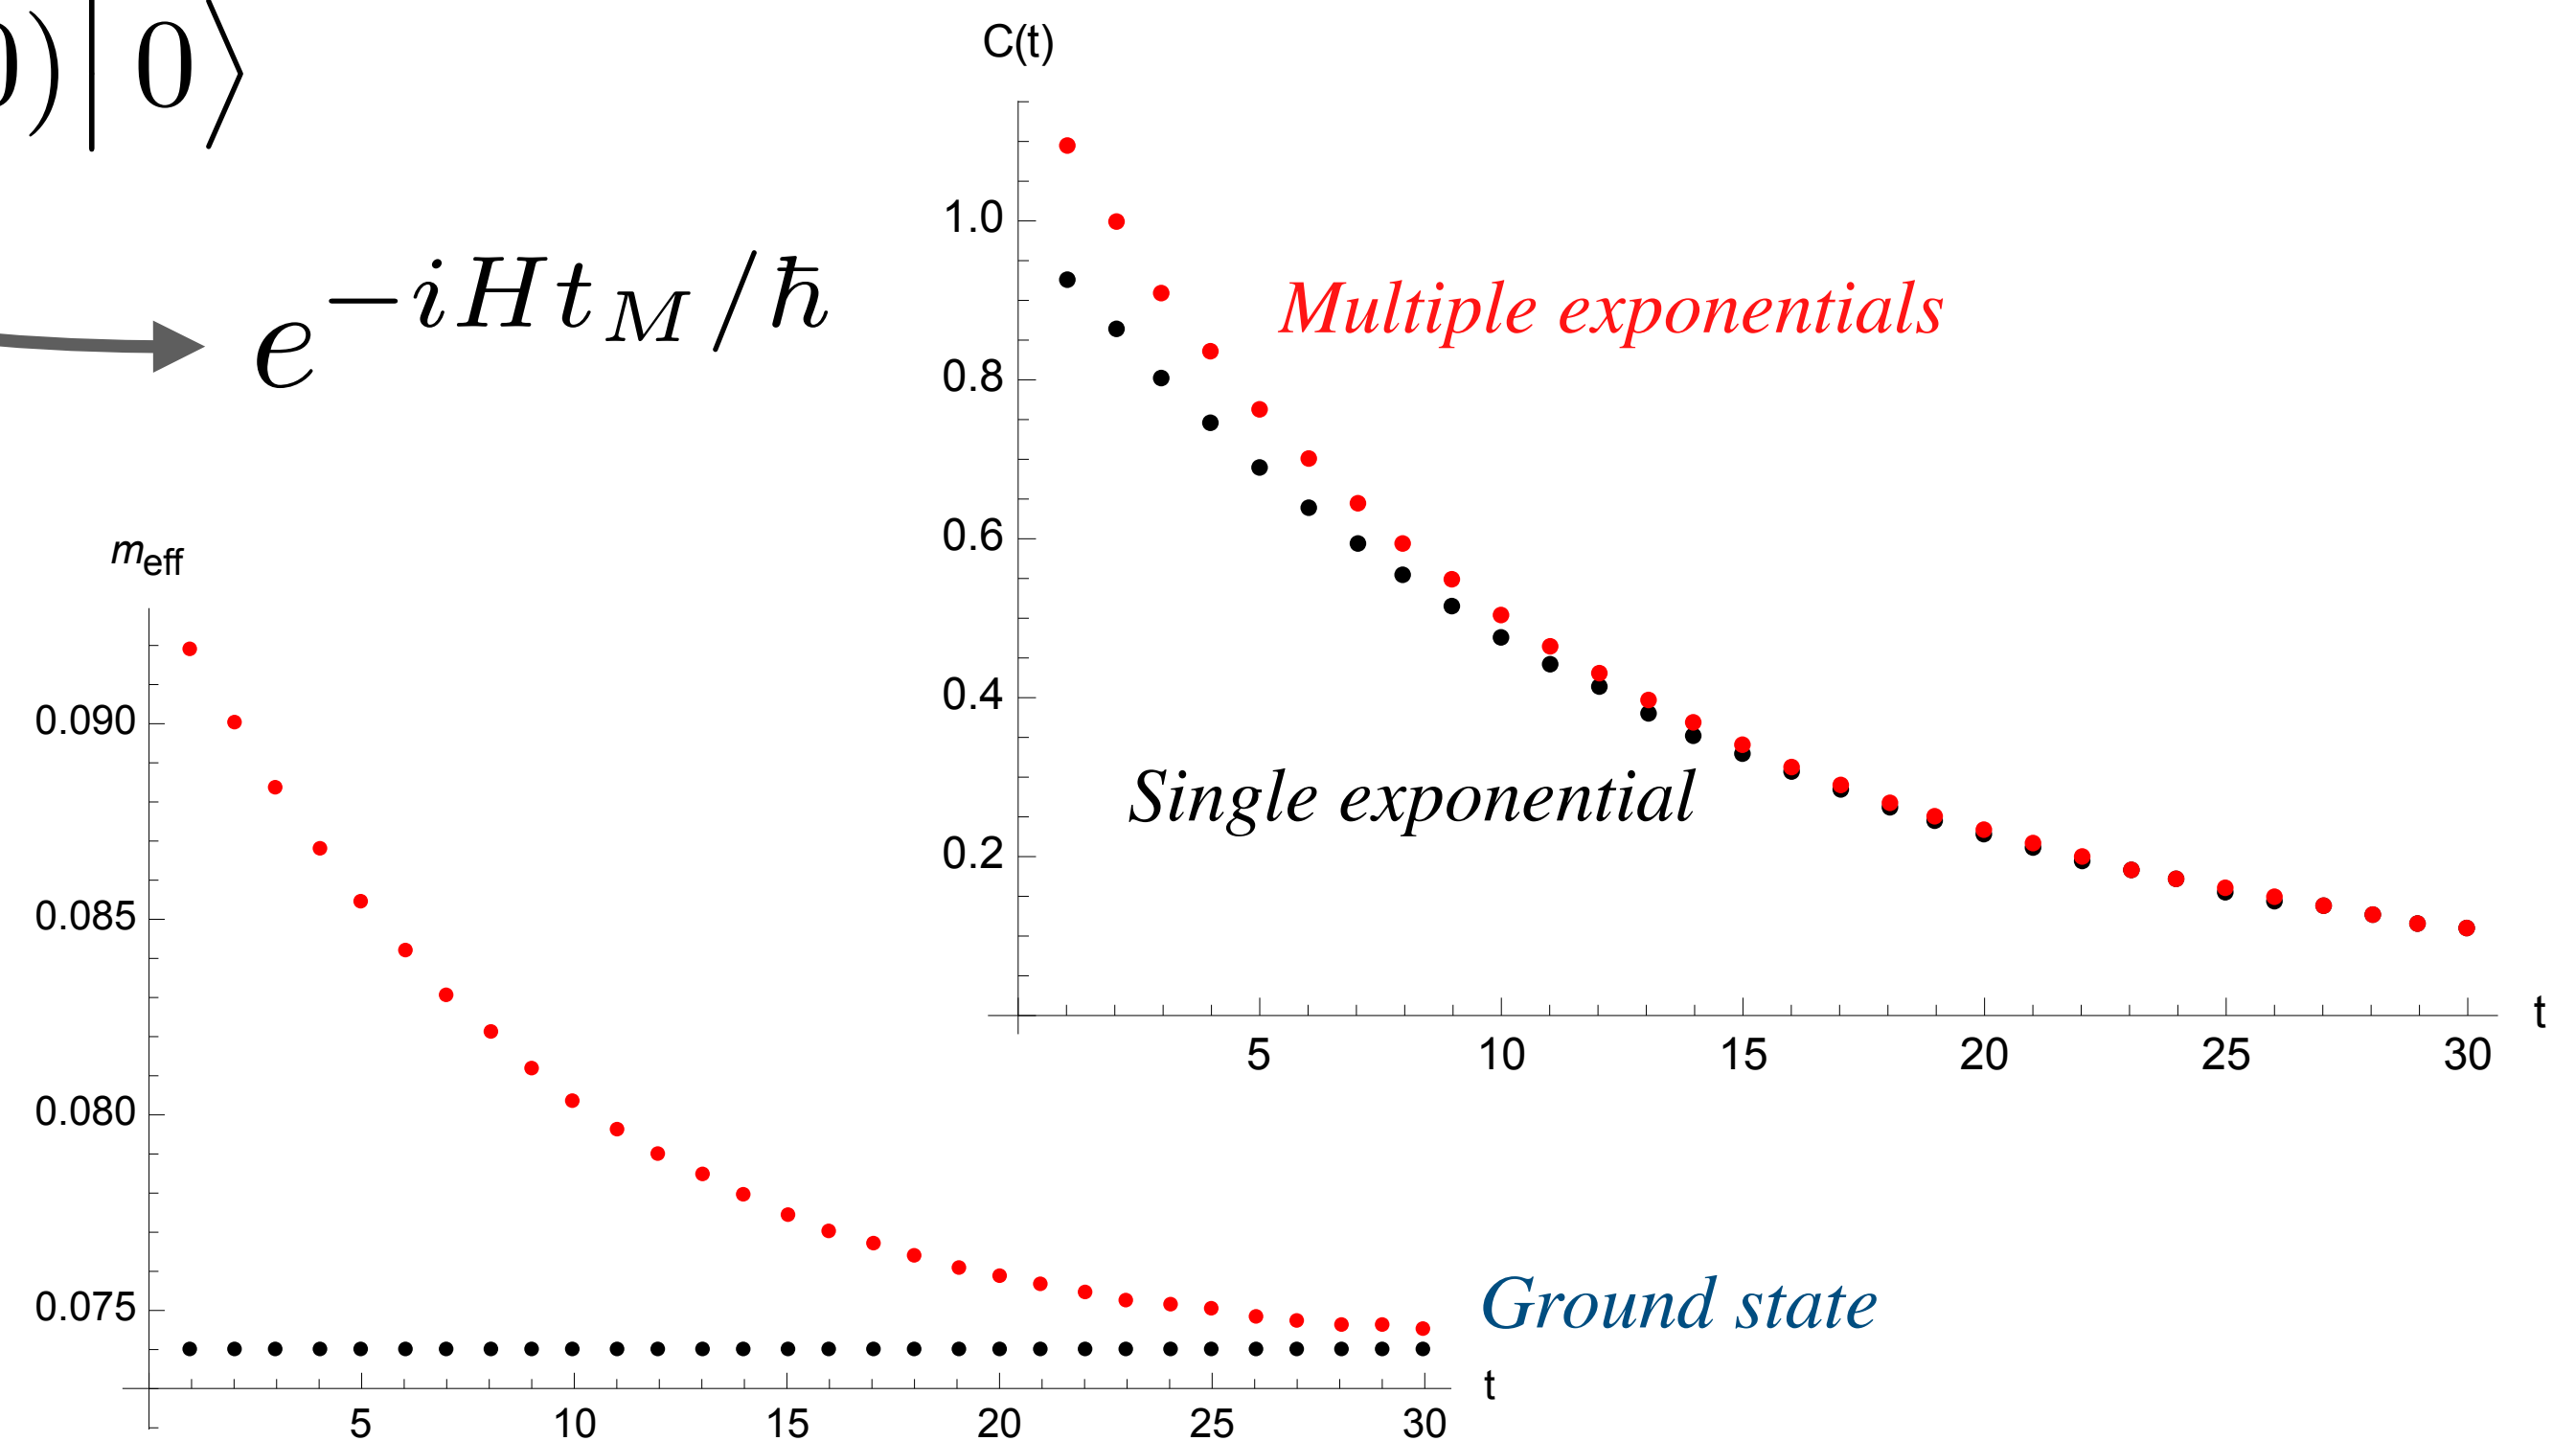 0)|0⟩
e^{-iHt_M/ħ}
C(t)
1.0
0.8
0.6
0.4
0.2
Multiple exponentials
Single exponential
5 10 15 20 25 30
t
m_eff
0.090
0.085
0.080
0.075
Ground state
5 10 15 20 25 30
t